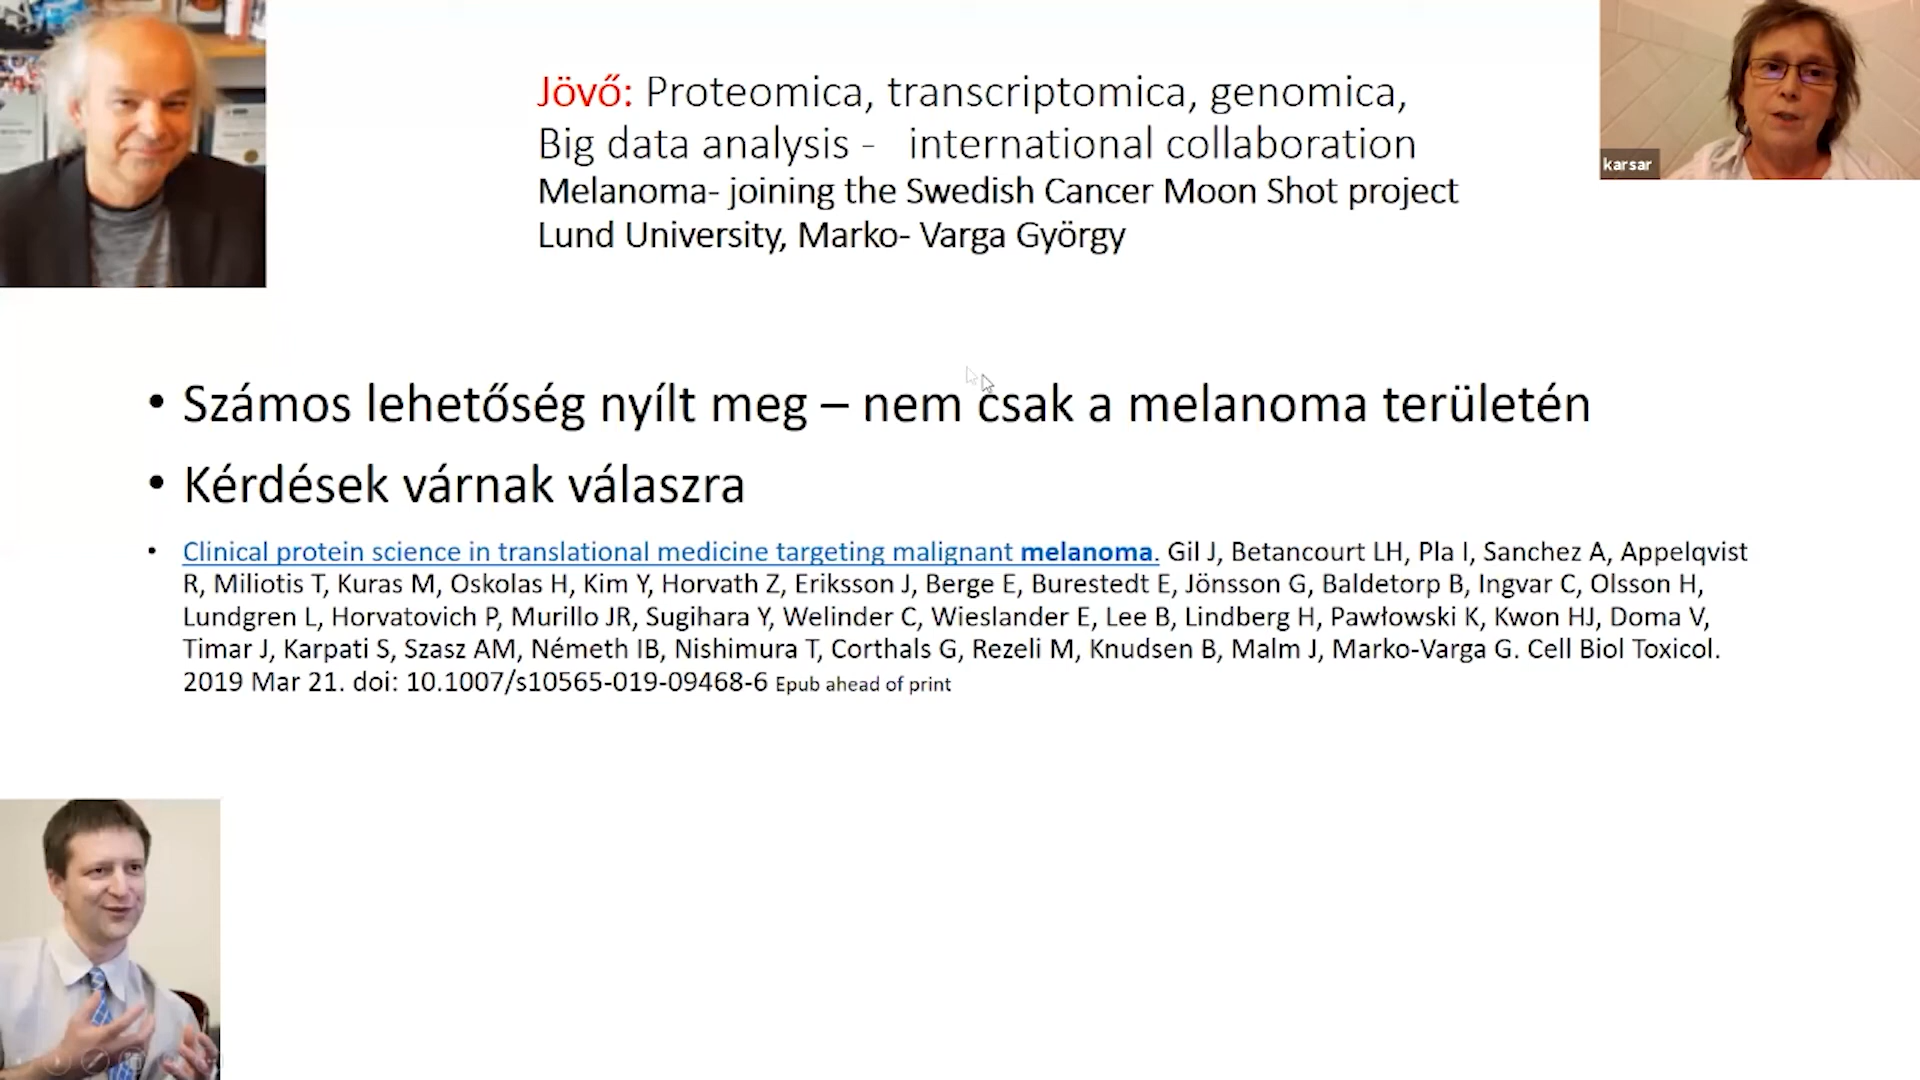 Jövő: Proteomica, transcriptomica, genomica,
Big data analysis - international collaboration
Melanoma- joining the Swedish Cancer Moon Shot project
Lund University, Marko- Varga György
karsar
• Számos lehetőség nyílt meg – nem csak a melanoma területén
• Kérdések várnak válaszra
• Clinical protein science in translational medicine targeting malignant melanoma. Gil J, Betancourt LH, Pla I, Sanchez A, Appelqvist
R, Miliotis T, Kuras M, Oskolas H, Kim Y, Horvath Z, Eriksson J, Berge E, Burestedt E, Jönsson G, Baldetorp B, Ingvar C, Olsson H,
Lundgren L, Horvatovich P, Murillo JR, Sugihara Y, Welinder C, Wieslander E, Lee B, Lindberg H, Pawłowski K, Kwon HJ, Doma V,
Timar J, Karpati S, Szasz AM, Németh IB, Nishimura T, Corthals G, Rezeli M, Knudsen B, Malm J, Marko-Varga G. Cell Biol Toxicol.
2019 Mar 21. doi: 10.1007/s10565-019-09468-6 Epub ahead of print